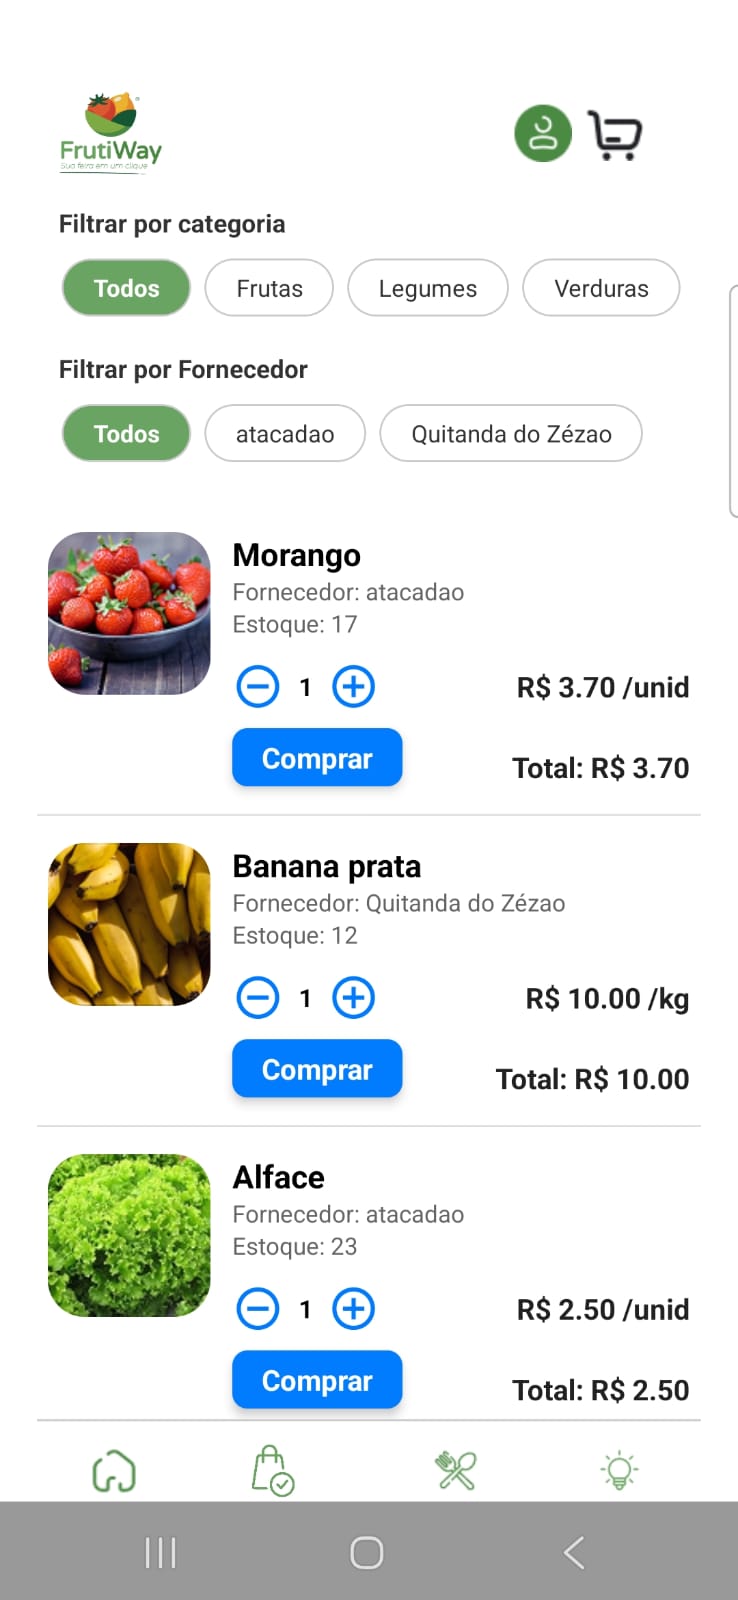 FrutiWay
Sua feira em um clique
Filtrar por categoria
Todos Frutas Legumes Verduras
Filtrar por Fornecedor
Todos atacadao Quitanda do Zézao
Morango
Fornecedor: atacadao
Estoque: 17
1 R$ 3.70 /unid
Comprar Total: R$ 3.70
Banana prata
Fornecedor: Quitanda do Zézao
Estoque: 12
1 R$ 10.00 /kg
Comprar Total: R$ 10.00
Alface
Fornecedor: atacadao
Estoque: 23
1 R$ 2.50 /unid
Comprar Total: R$ 2.50